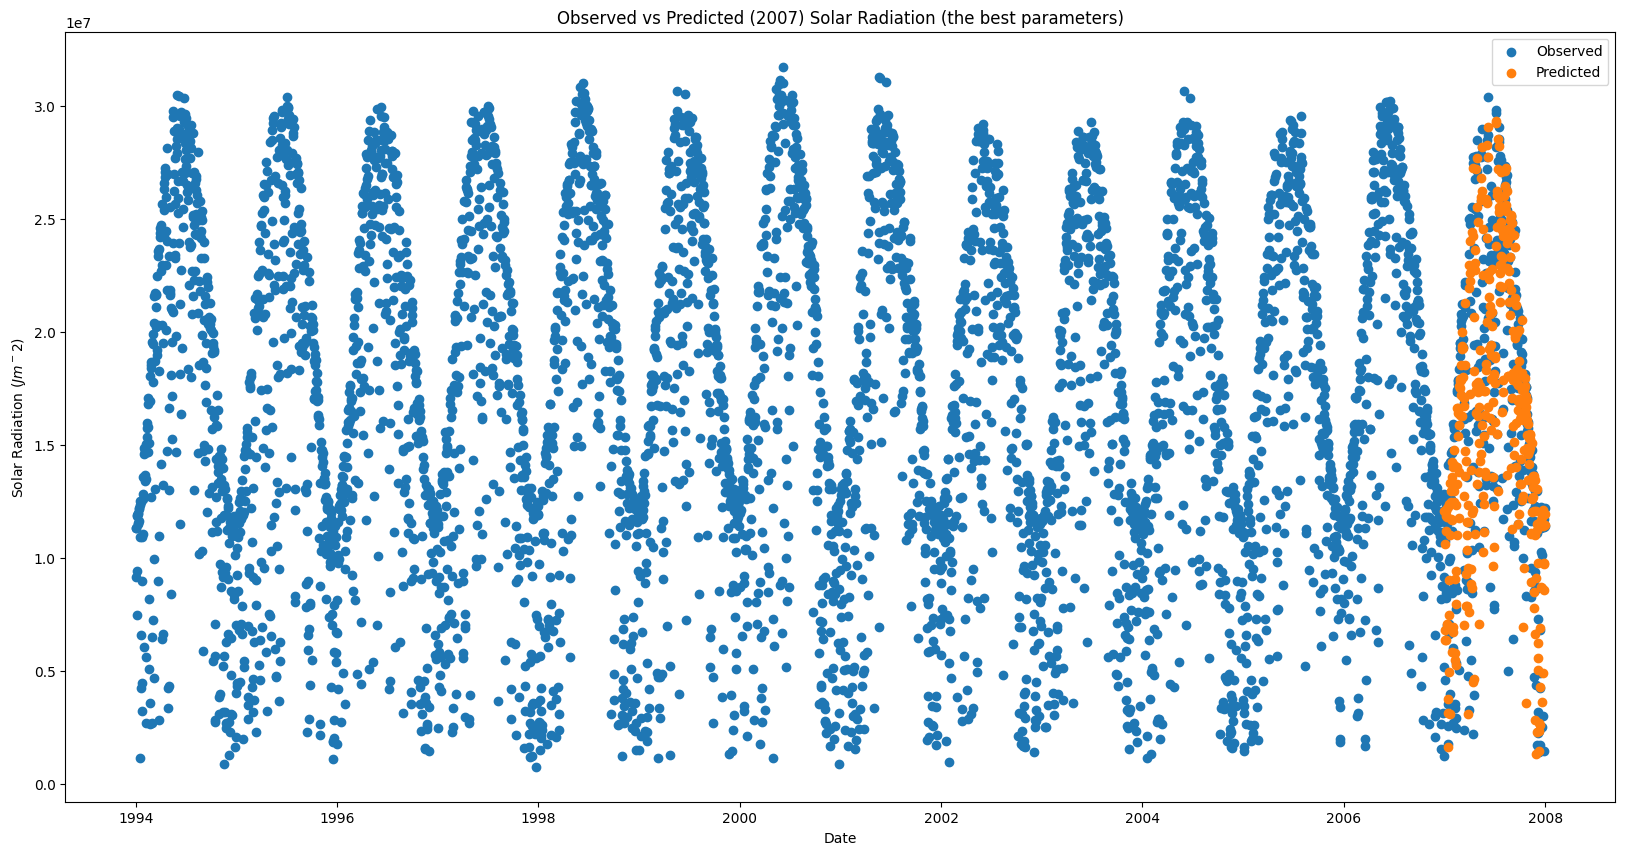 Observed vs Predicted (2007) Solar Radiation (the best parameters)
1e7
Observed
Predicted
3.0
2.5
2.0
1.5
1.0
0.5
0.0
Solar Radiation (Jm⁻2)
1994
1996
1998
2000
2002
2004
2006
2008
Date